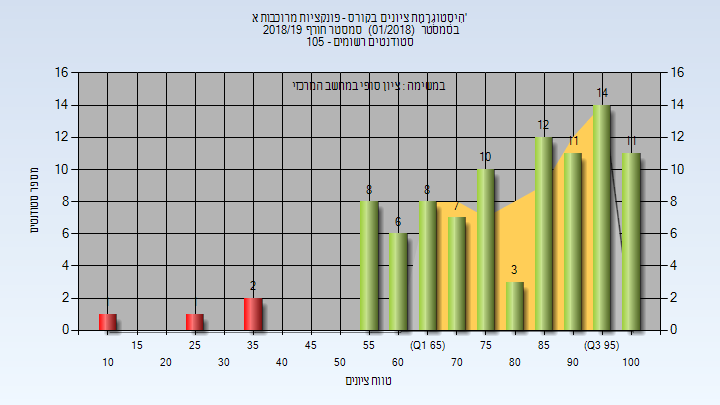 היסטוגרמת ציונים בקורס - פונקציות מרוכבות א'
בסמסטר (01/2018) סמסטר חורף 2018/19
סטודנטים רשומים - 105
במשימה : ציון סופי במחשב המרכזי
16 16
14 14
12 12
10 10
8 8
6 6
4 4
2 2
0 0
מספר סטודנטים
2 8 6 8 7 10 3 12 11 14 11
15 25 35 45 55 (Q1 65) 75 85 (Q3 95)
10 20 30 40 50 60 70 80 90 100
טווח ציונים